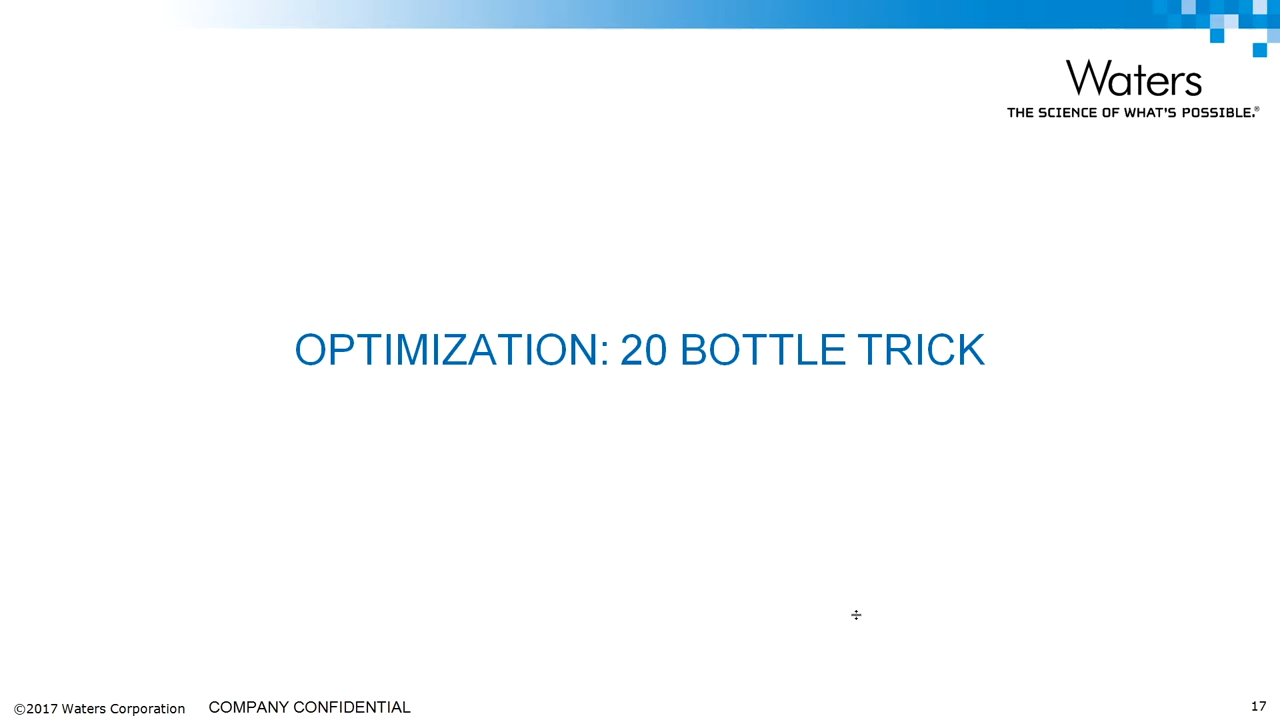 Waters
THE SCIENCE OF WHAT'S POSSIBLE.®
OPTIMIZATION: 20 BOTTLE TRICK
©2017 Waters Corporation COMPANY CONFIDENTIAL 17